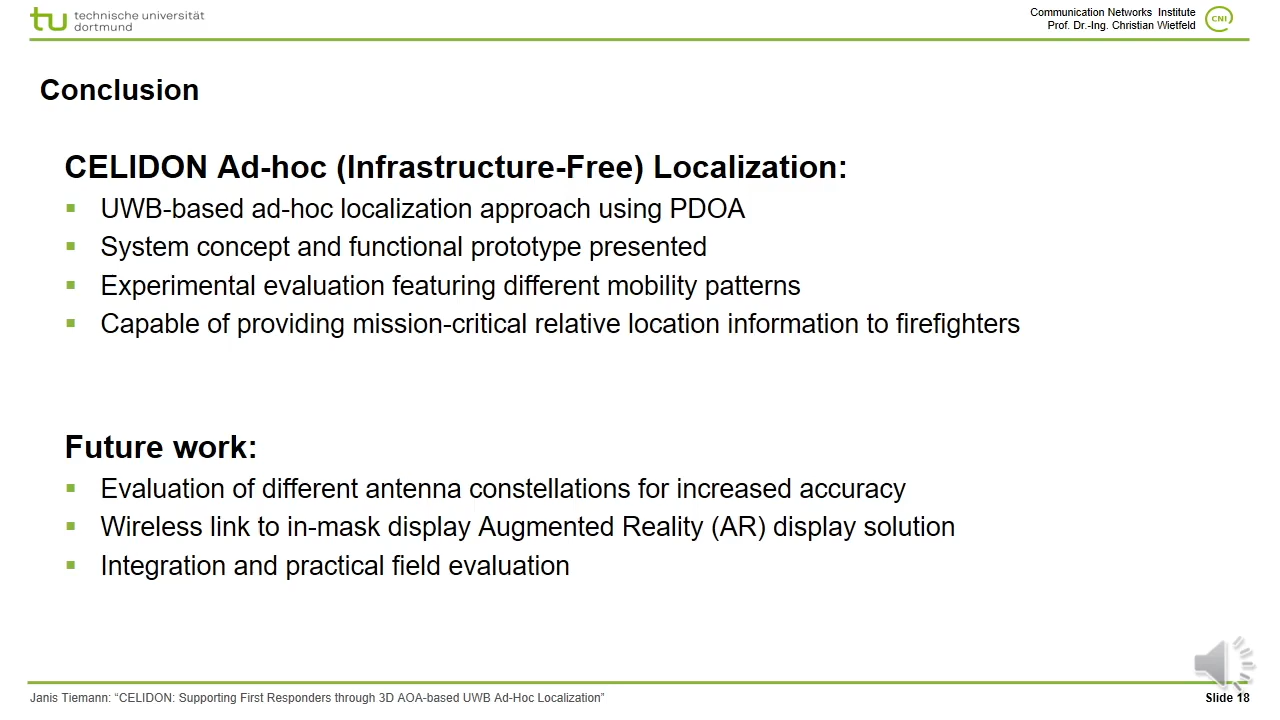 tu technische universität
dortmund
Communication Networks Institute
Prof. Dr.-Ing. Christian Wietfeld
CNI
Conclusion
CELIDON Ad-hoc (Infrastructure-Free) Localization:
UWB-based ad-hoc localization approach using PDOA
System concept and functional prototype presented
Experimental evaluation featuring different mobility patterns
Capable of providing mission-critical relative location information to firefighters
Future work:
Evaluation of different antenna constellations for increased accuracy
Wireless link to in-mask display Augmented Reality (AR) display solution
Integration and practical field evaluation
Janis Tiemann: “CELIDON: Supporting First Responders through 3D AOA-based UWB Ad-Hoc Localization”
Slide 18